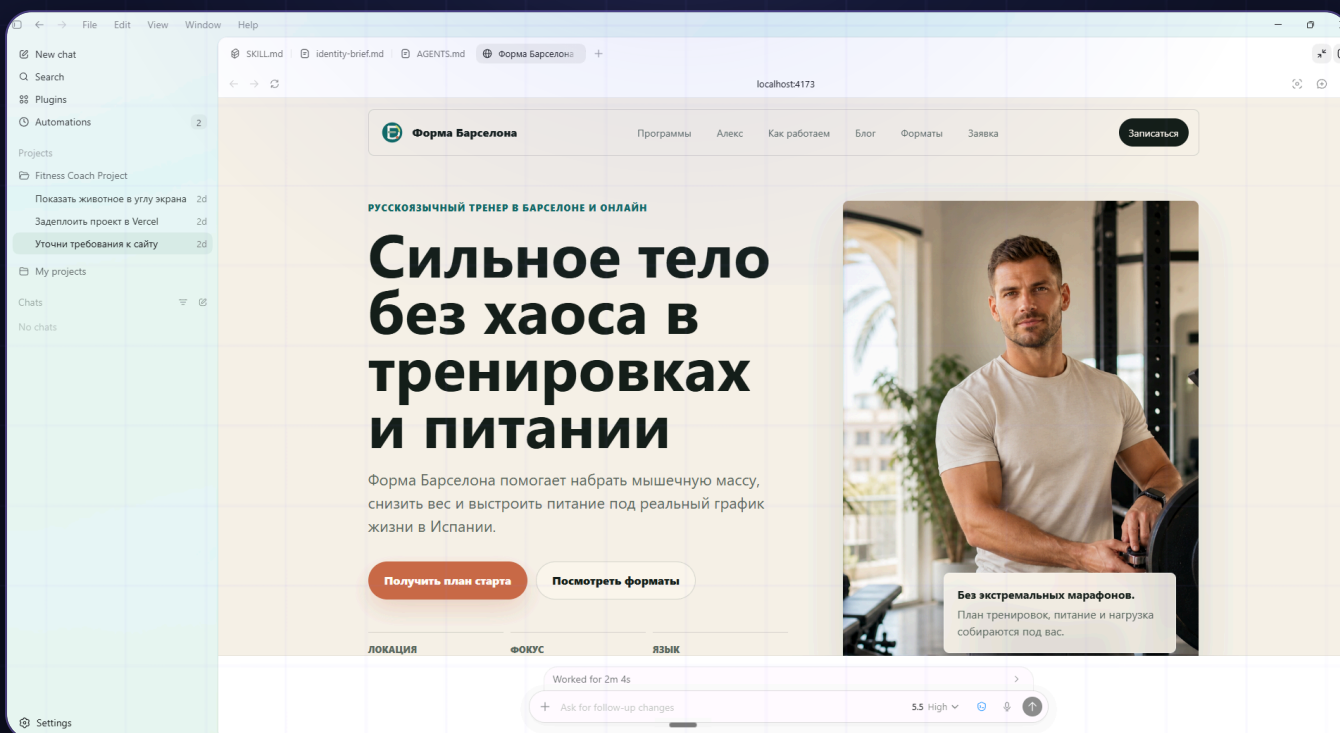 File Edit View Window Help
New chat
Search
Plugins
Automations 2
Projects
Fitness Coach Project
Показать животное в углу экрана 2d
Задеплоить проект в Vercel 2d
Уточни требования к сайту 2d
My projects
Chats
No chats
Settings
SKILL.md identity-brief.md AGENTS.md Форма Барселона
localhost:4173
Форма Барселона Программы Алекс Как работаем Блог Форматы Заявка Записаться
РУССКОЯЗЫЧНЫЙ ТРЕНЕР В БАРСЕЛОНЕ И ОНЛАЙН
Сильное тело
без хаоса в
тренировках
и питании
Форма Барселона помогает набрать мышечную массу,
снизить вес и выстроить питание под реальный график
жизни в Испании.
Получить план старта Посмотреть форматы
ЛОКАЦИЯ ФОКУС ЯЗЫК
Без экстремальных марафонов.
План тренировок, питание и нагрузка
собираются под вас.
Worked for 2m 4s
Ask for follow-up changes 5.5 High